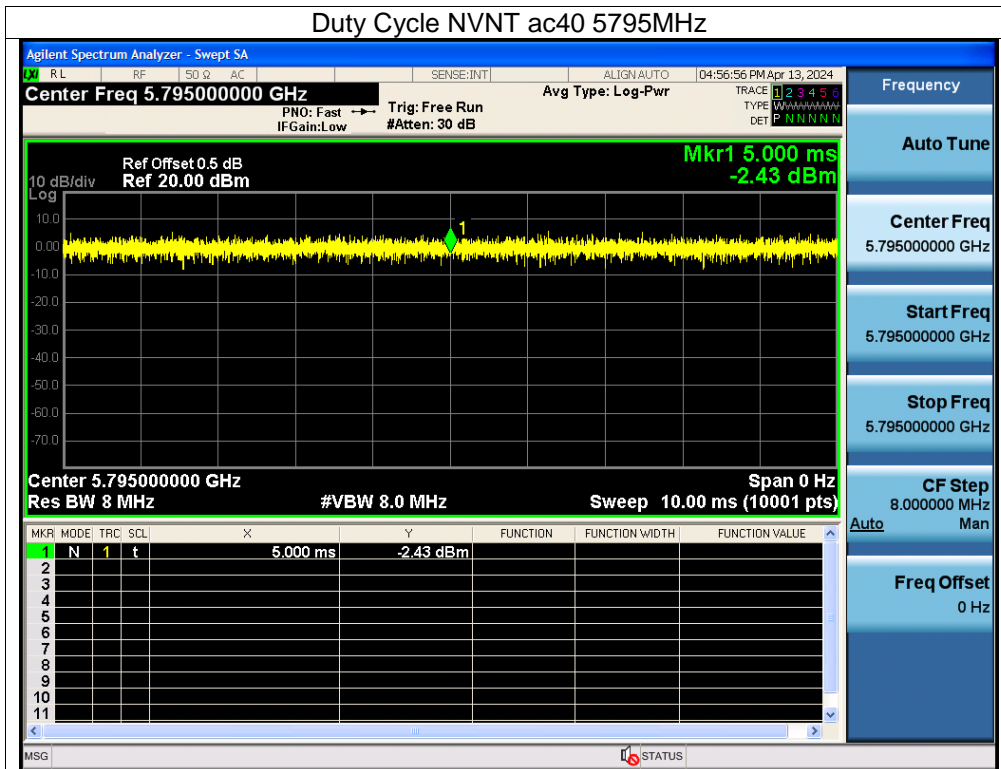 Duty Cycle NVNT ac40 5795MHz
Agilent Spectrum Analyzer - Swept SA
LXI RL RF 50 Ω AC SENSE:INT ALIGN AUTO 04:56:56 PM Apr 13, 2024
Center Freq 5.795000000 GHz Avg Type: Log-Pwr TRACE 1 2 3 4 5 6
PNO: Fast Trig: Free Run TYPE WWWWWW
IFGain:Low #Atten: 30 dB DET P N N N N N
Mkr1 5.000 ms
Ref Offset 0.5 dB
10 dB/div Ref 20.00 dBm -2.43 dBm
Log
10.0
1
0.00
-10.0
-20.0
-30.0
-40.0
-50.0
-60.0
-70.0
Center 5.795000000 GHz Span 0 Hz
Res BW 8 MHz #VBW 8.0 MHz Sweep 10.00 ms (10001 pts)
MKR MODE TRC SCL X Y FUNCTION FUNCTION WIDTH FUNCTION VALUE
1 N 1 t 5.000 ms -2.43 dBm
2
3
4
5
6
7
8
9
10
11
MSG STATUS
Frequency
Auto Tune
Center Freq
5.795000000 GHz
Start Freq
5.795000000 GHz
Stop Freq
5.795000000 GHz
CF Step
8.000000 MHz
Auto Man
Freq Offset
0 Hz